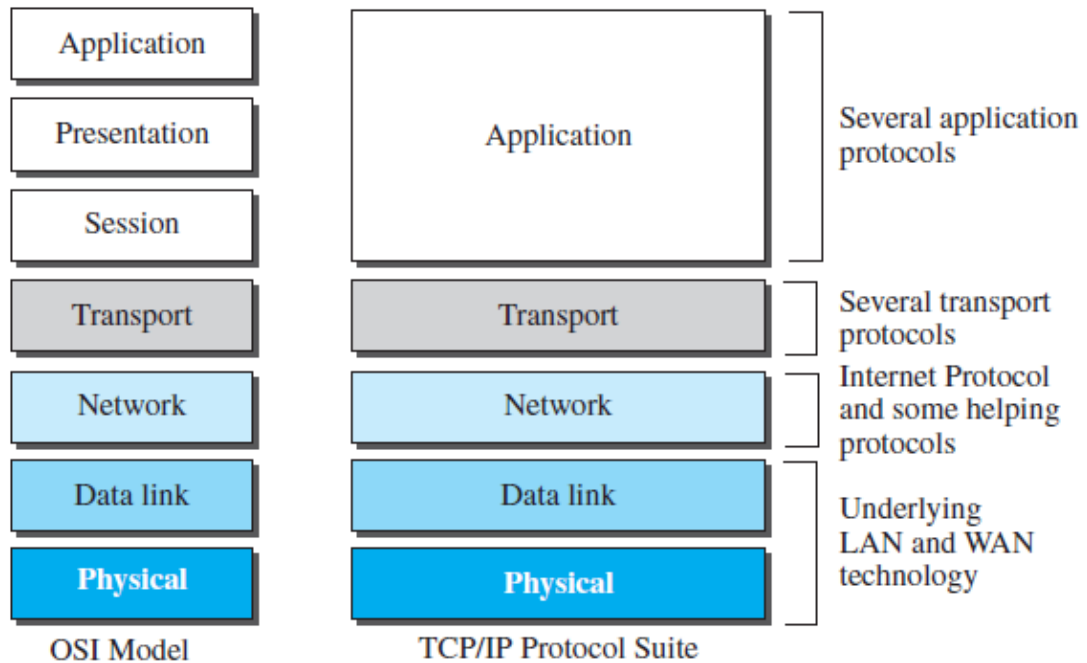 Application
Presentation
Session
Transport
Network
Data link
Physical
OSI Model
Application
Transport
Network
Data link
Physical
TCP/IP Protocol Suite
Several application
protocols
Several transport
protocols
Internet Protocol
and some helping
protocols
Underlying
LAN and WAN
technology